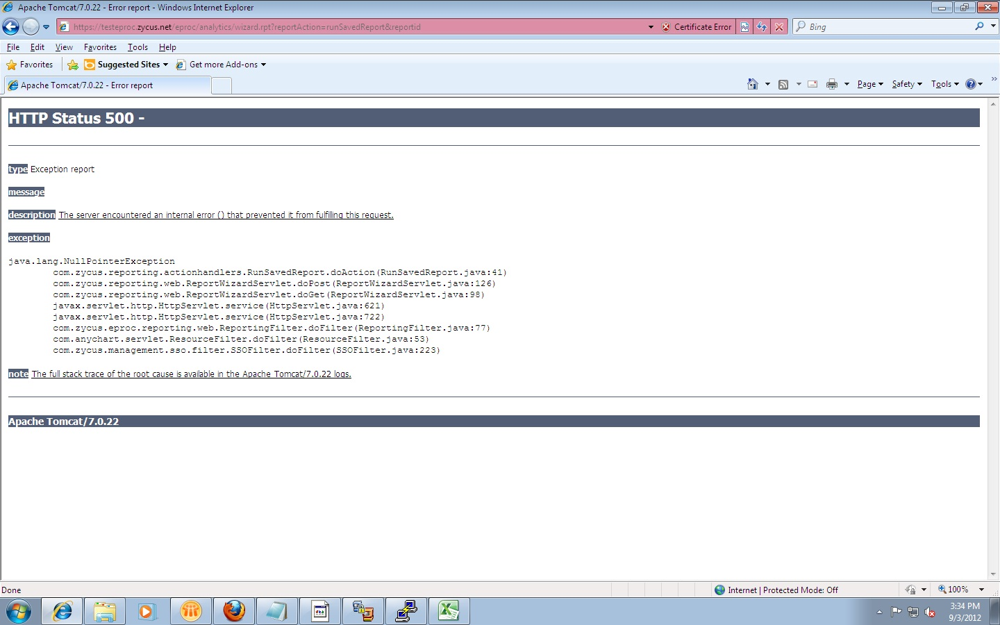 Apache Tomcat/7.0.22 - Error report - Windows Internet Explorer
https://testeproc.zycus.net/eproc/analytics/wizard.rpt?reportAction=runSavedReport&reportid
Certificate Error
Bing
File Edit View Favorites Tools Help
Favorites Suggested Sites Get more Add-ons
Apache Tomcat/7.0.22 - Error report
Page Safety Tools
HTTP Status 500 -
type Exception report
message
description The server encountered an internal error () that prevented it from fulfilling this request.
exception
java.lang.NullPointerException
com.zycus.reporting.actionhandlers.RunSavedReport.doAction(RunSavedReport.java:41)
com.zycus.reporting.web.ReportWizardServlet.doPost(ReportWizardServlet.java:126)
com.zycus.reporting.web.ReportWizardServlet.doGet(ReportWizardServlet.java:98)
javax.servlet.http.HttpServlet.service(HttpServlet.java:621)
javax.servlet.http.HttpServlet.service(HttpServlet.java:722)
com.zycus.eproc.reporting.web.ReportingFilter.doFilter(ReportingFilter.java:77)
com.anychart.servlet.ResourceFilter.doFilter(ResourceFilter.java:53)
com.zycus.management.sso.filter.SSOFilter.doFilter(SSOFilter.java:223)
note The full stack trace of the root cause is available in the Apache Tomcat/7.0.22 logs.
Apache Tomcat/7.0.22
Done
Internet | Protected Mode: Off
100%
3:34 PM
9/3/2012